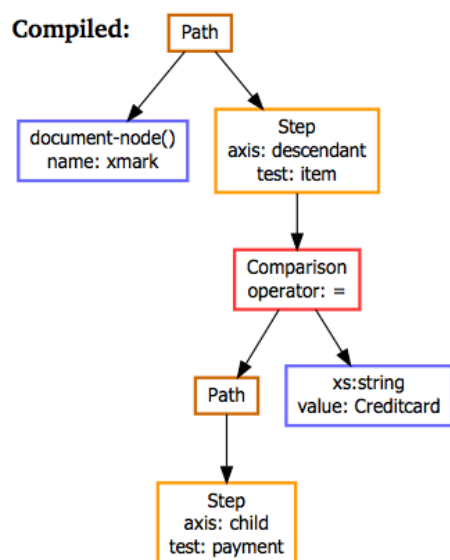 Compiled:
Path
document-node()
name: xmark
Step
axis: descendant
test: item
Comparison
operator: =
Path
xs:string
value: Creditcard
Step
axis: child
test: payment